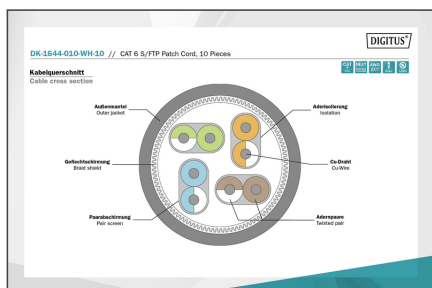 DIGITUS®
DK-1644-010-WH-10 // CAT 6 S/FTP Patch Cord, 10 Pieces
Kabelquerschnitt
Cable cross section
Außenmantel
Outer jacket
Aderisolierung
Isolation
Geflechtschirmung
Braid shield
Cu-Draht
Cu-Wire
Paarabschirmung
Pair screen
Adernpaare
Twisted pair